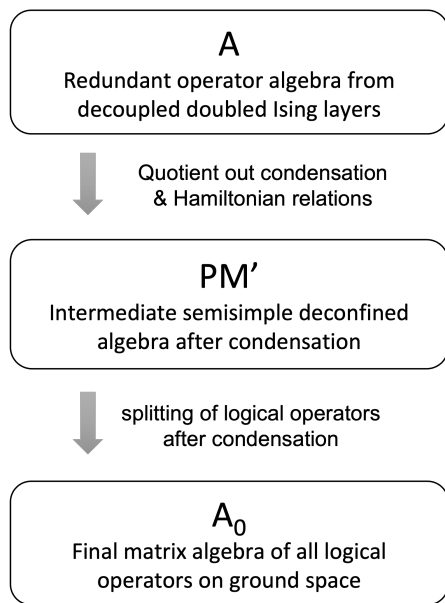 A
Redundant operator algebra from
decoupled doubled Ising layers
Quotient out condensation
& Hamiltonian relations
PM’
Intermediate semisimple deconfined
algebra after condensation
splitting of logical operators
after condensation
A₀
Final matrix algebra of all logical
operators on ground space